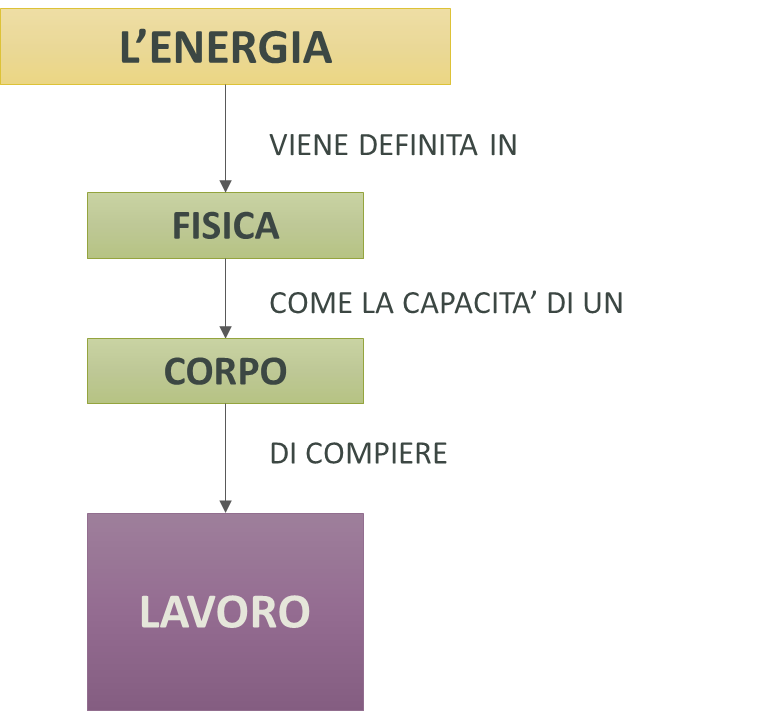 L’ENERGIA
VIENE DEFINITA IN
FISICA
COME LA CAPACITA’ DI UN
CORPO
DI COMPIERE
LAVORO